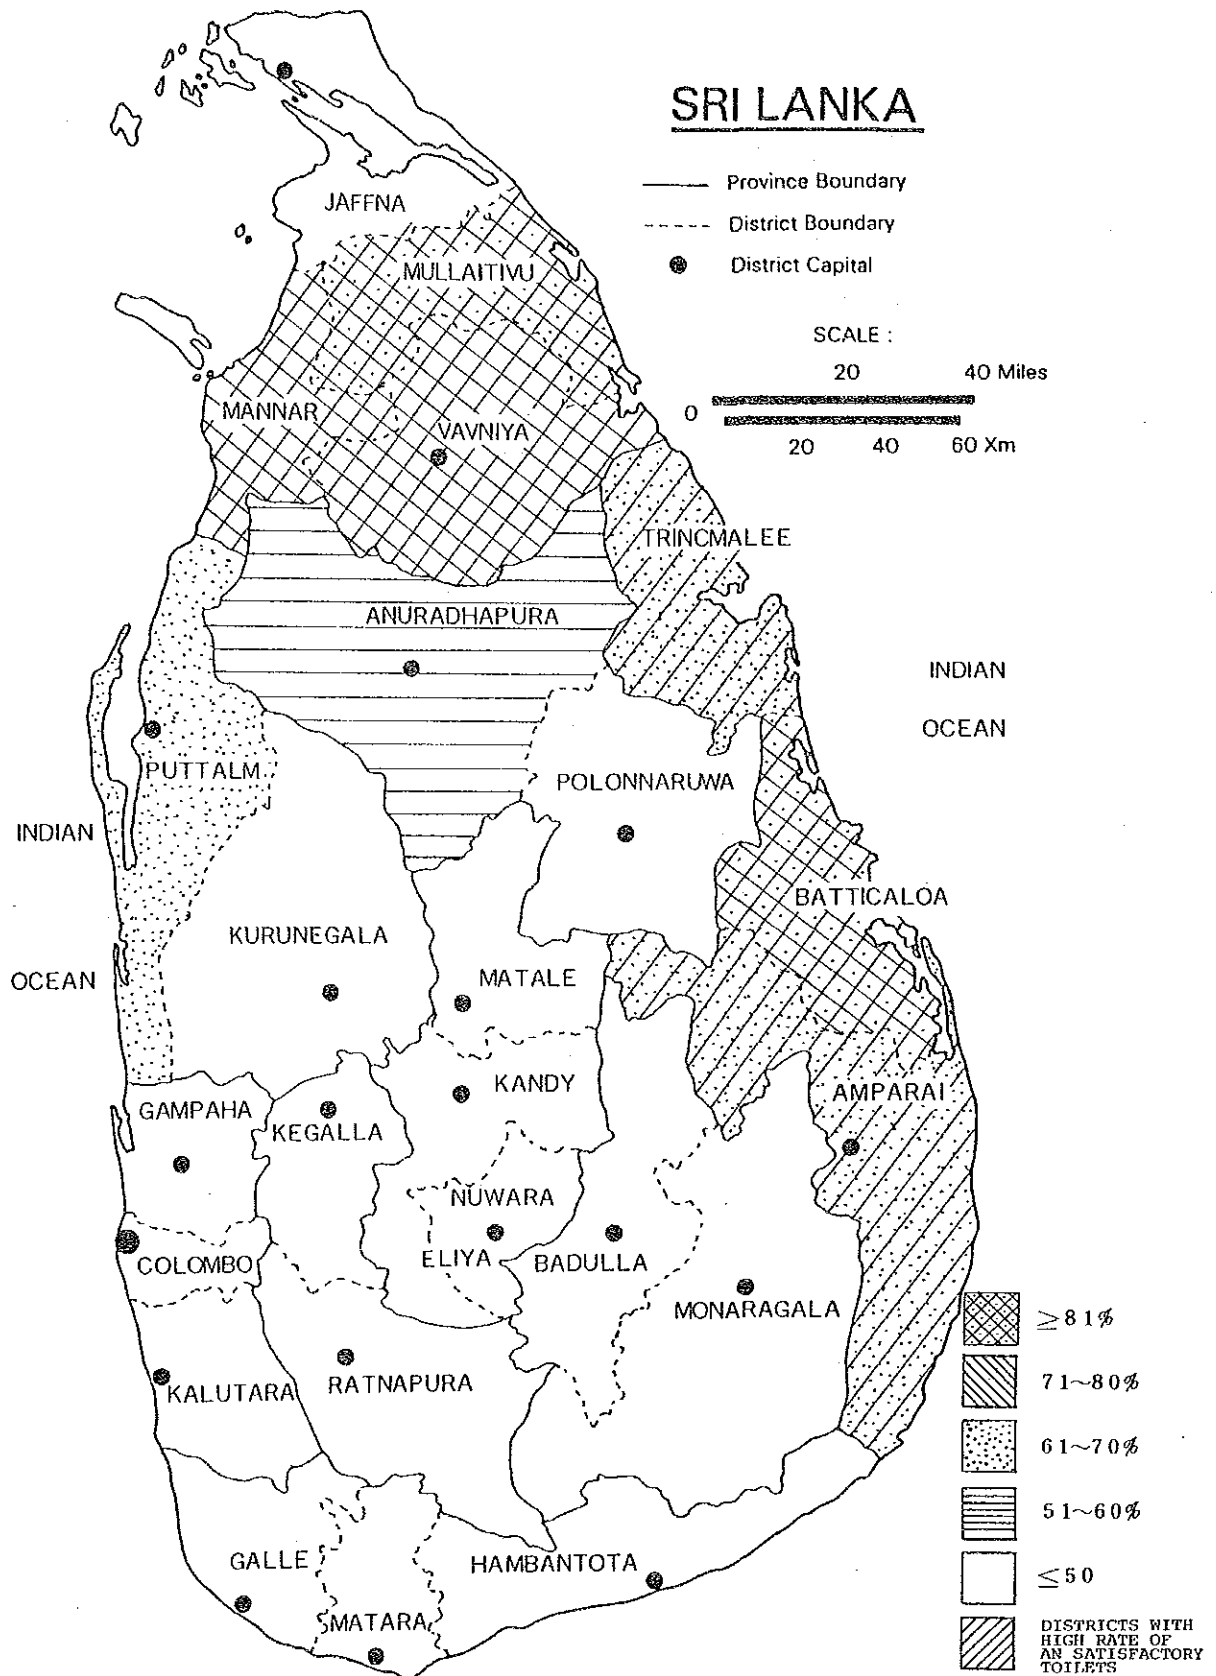 SRI LANKA
Province Boundary
District Boundary
District Capital
SCALE :
20 40 Miles
0
20 40 60 Xm
JAFFNA
MULLAITIVU
MANNAR
VAVNIYA
TRINCMALEE
ANURADHAPURA
INDIAN
OCEAN
PUTTALM
POLONNARUWA
INDIAN
OCEAN
BATTICALOA
KURUNEGALA
MATALE
KANDY
AMPARAI
GAMPAHA
KEGALLA
NUWARA
ELIYA
BADULLA
COLOMBO
MONARAGALA
KALUTARA
RATNAPURA
GALLE
HAMBANTOTA
MATARA
≥81%
71~80%
61~70%
51~60%
≤50
DISTRICTS WITH
HIGH RATE OF
AN SATISFACTORY
TOILETS